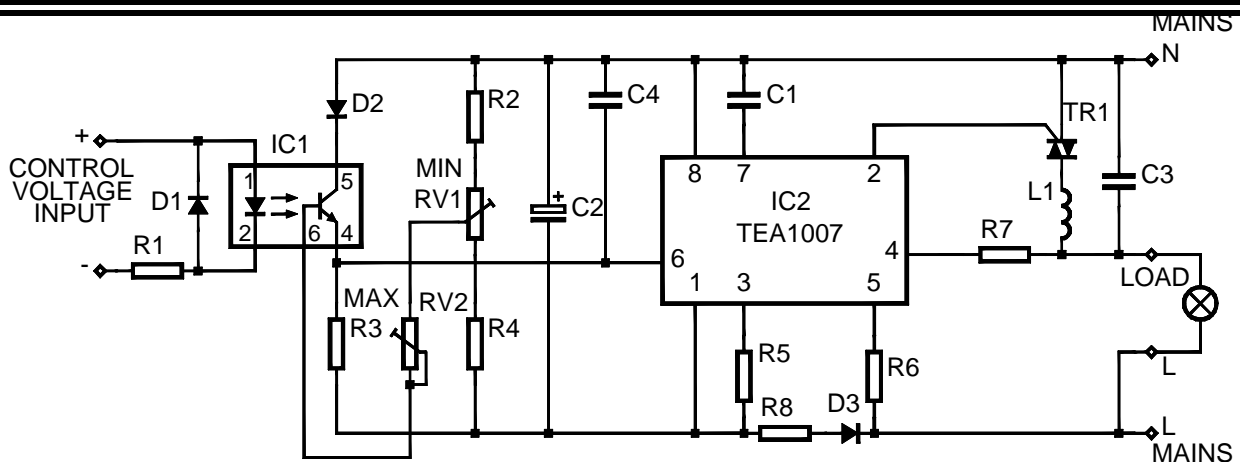 MAINS
N
D2
R2
C4
C1
TR1
+
CONTROL
VOLTAGE
INPUT
-
IC1
D1
R1
1
2
5
6
4
MIN
RV1
+
C2
8
7
2
IC2
TEA1007
6
4
1
3
5
L1
C3
R7
LOAD
MAX
RV2
R3
R4
R5
R6
R8
D3
L
L
MAINS